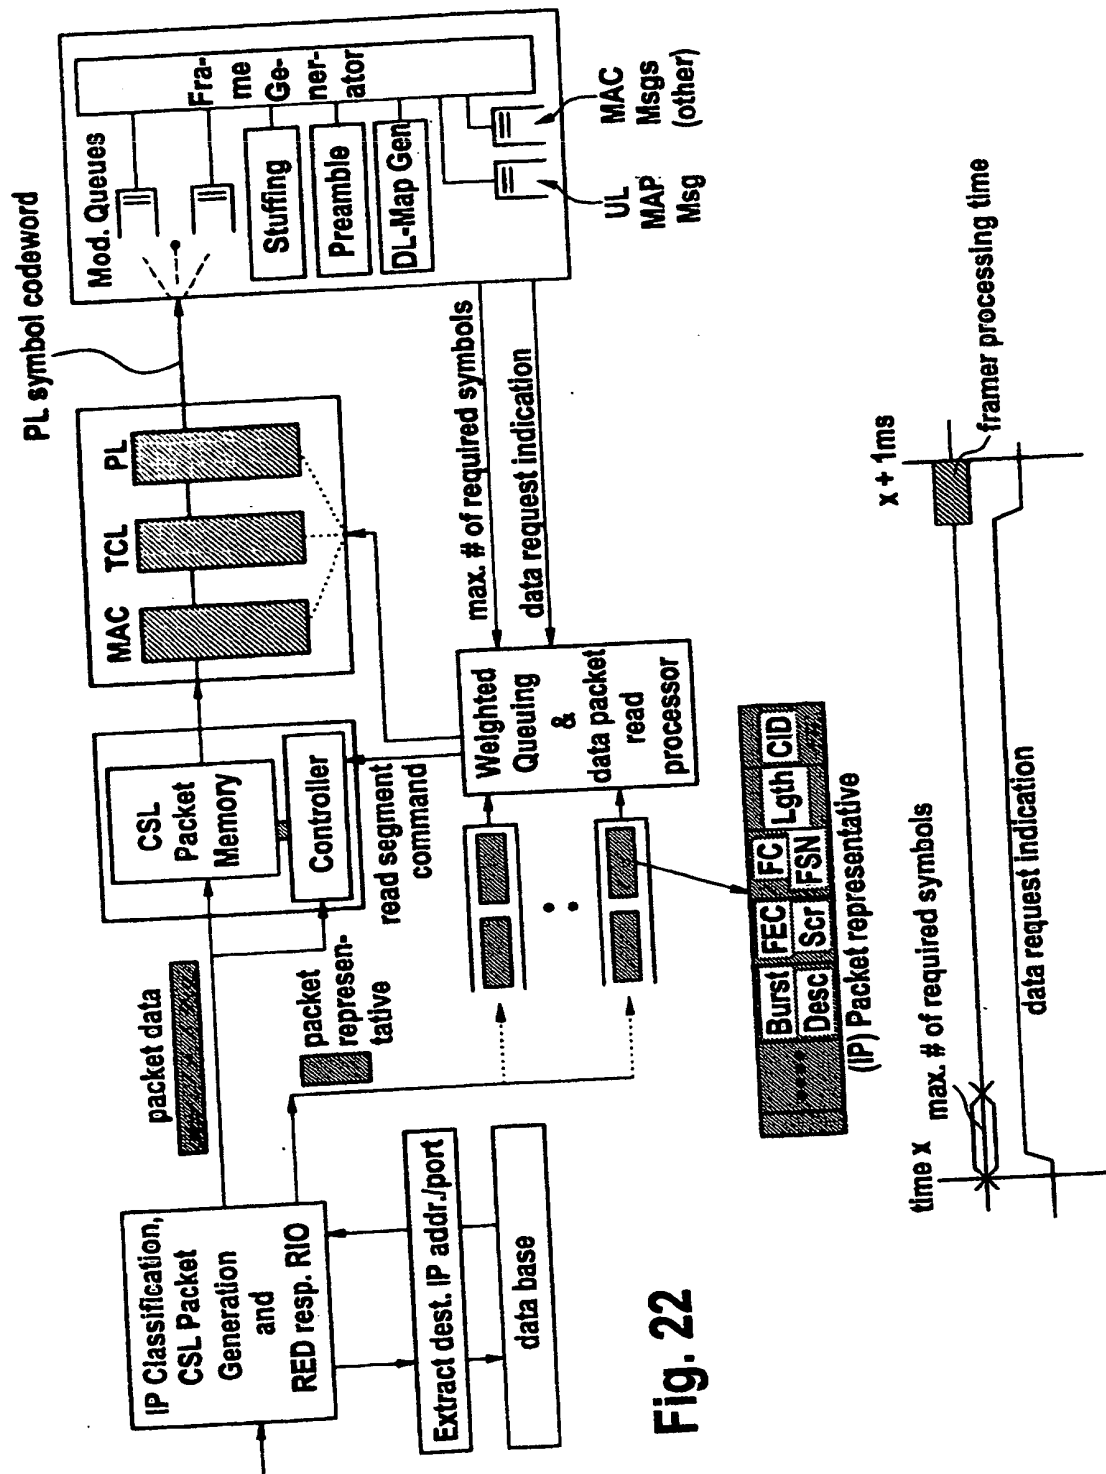 IP Classification,
CSL Packet
Generation
and
RED resp. RIO
Extract dest. IP addr./port
data base
packet data
packet
represen-
tative
CSL
Packet
Memory
Controller
read segment
command
MAC
TCL
PL
PL symbol codeword
Mod. Queues
Fra-
me
Ge-
ner-
ator
Stuffing
Preamble
DL-Map Gen
UL
MAP
Msg
MAC
Msgs
(other)
max. # of required symbols
data request indication
Weighted
Queuing
&
data packet
read
processor
Burst
Desc
FEC
Scr
FC
FSN
Lgth
CID
(IP) Packet representative
time x
max. # of required symbols
x + 1ms
framer processing time
data request indication
Fig. 22